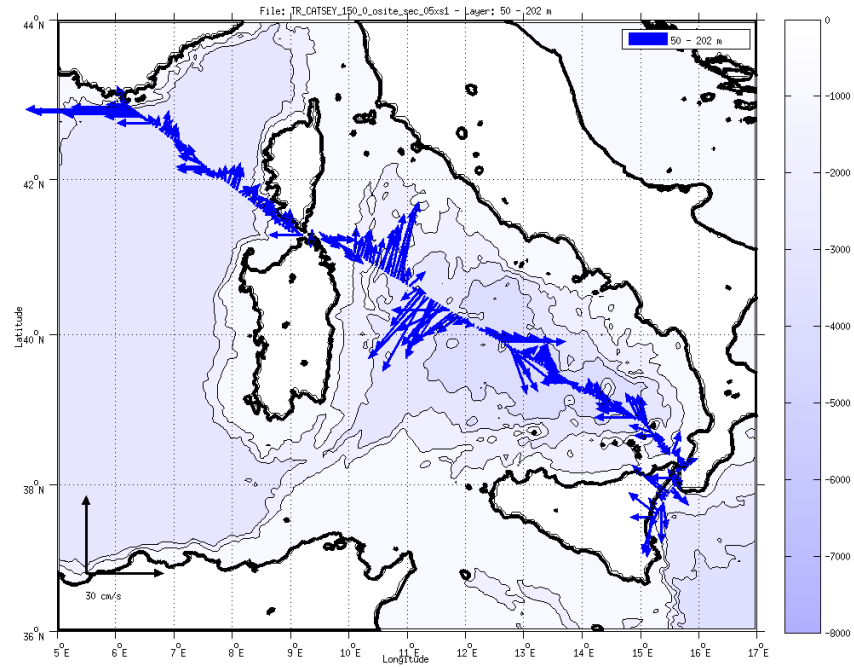 File: TR_CATSEY_150_0_osite_sec_05xs1 - Layer: 50 - 202 m
44°N
42°N
40°N
38°N
36°N
Latitude
50 - 202 m
30 cm/s
5°E
6°E
7°E
8°E
9°E
10°E
11°E
12°E
13°E
14°E
15°E
16°E
17°E
Longitude
0
-1000
-2000
-3000
-4000
-5000
-6000
-7000
-8000